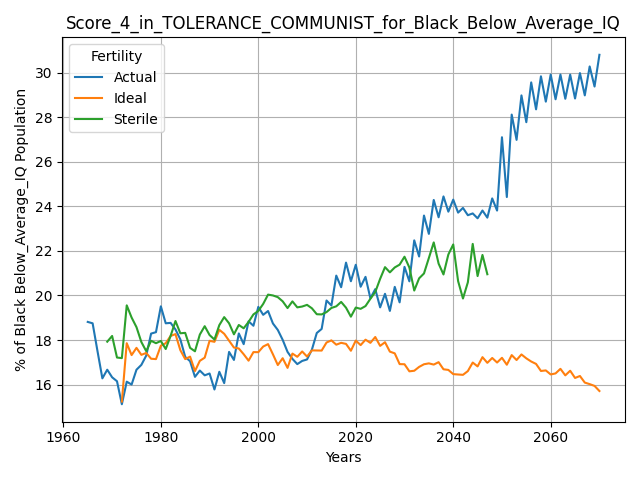 Score_4_in_TOLERANCE_COMMUNIST_for_Black_Below_Average_IQ
Fertility
Actual
Ideal
Sterile
% of Black Below_Average_IQ Population
30
28
26
24
22
20
18
16
1960
1980
2000
2020
2040
2060
Years